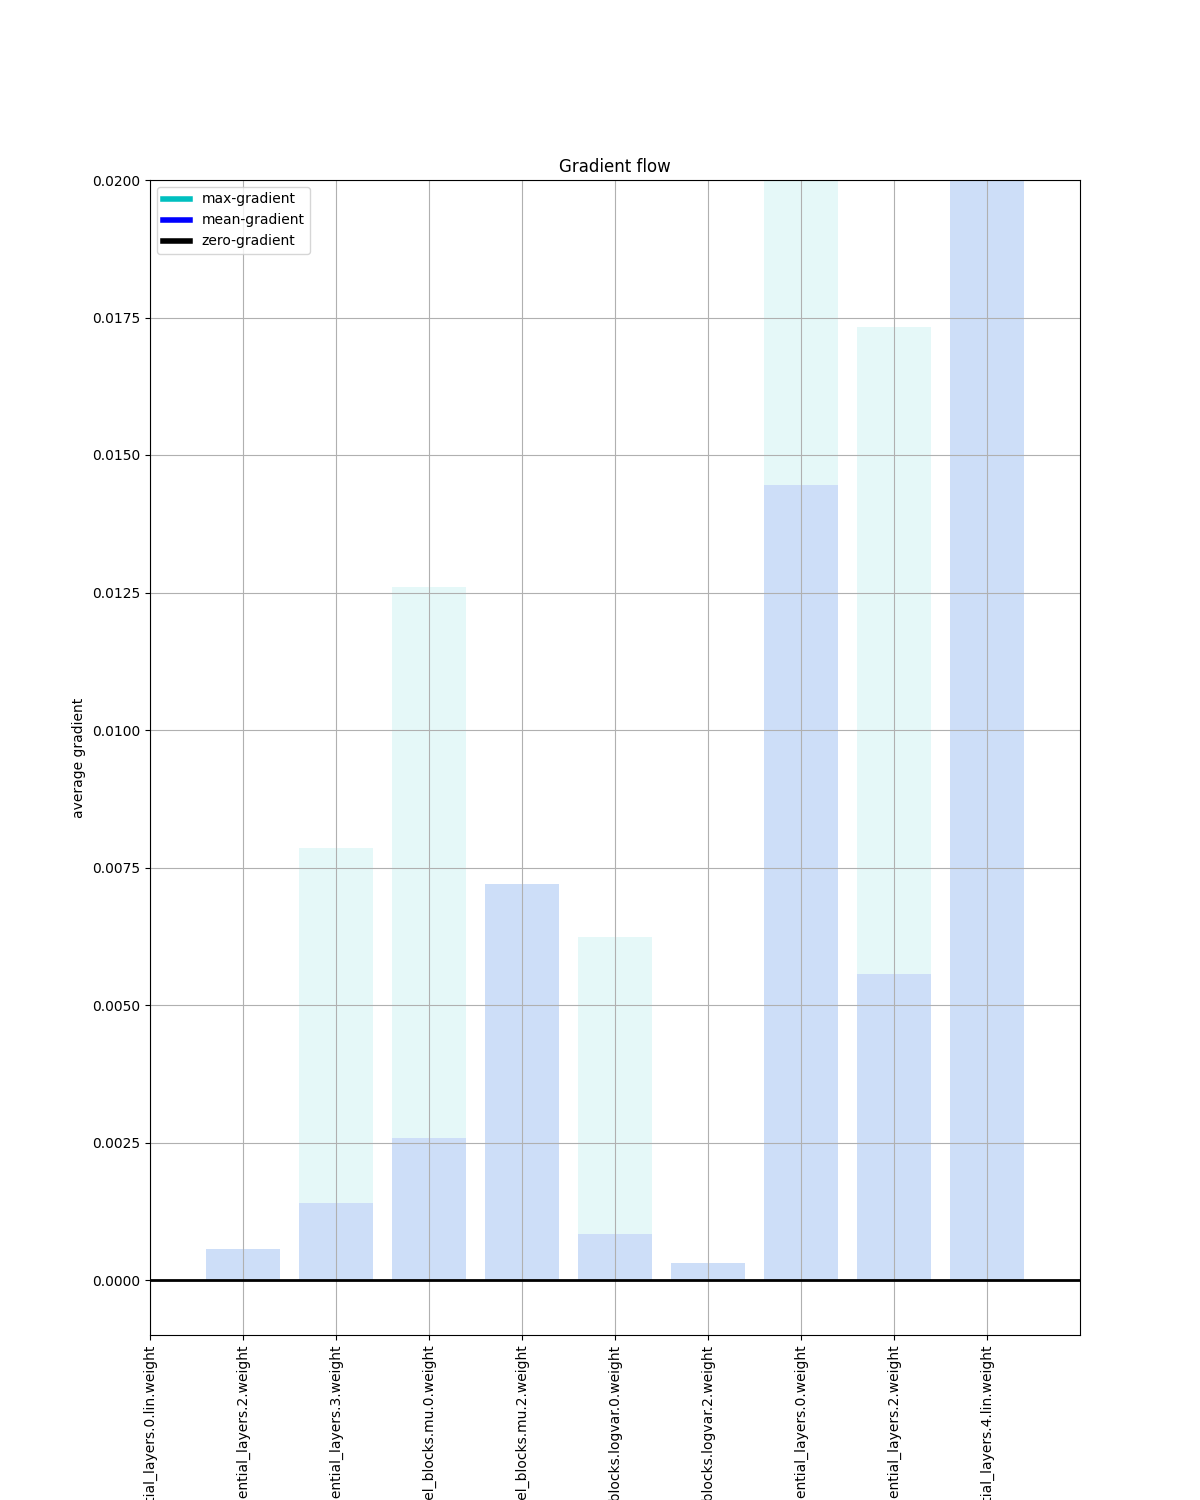 Gradient flow
max-gradient
mean-gradient
zero-gradient
0.0200
0.0175
0.0150
0.0125
0.0100
0.0075
0.0050
0.0025
0.0000
average gradient
tial_layers.0.lin.weight
ential_layers.2.weight
ential_layers.3.weight
el_blocks.mu.0.weight
el_blocks.mu.2.weight
blocks.logvar.0.weight
blocks.logvar.2.weight
ential_layers.0.weight
ential_layers.2.weight
tial_layers.4.lin.weight